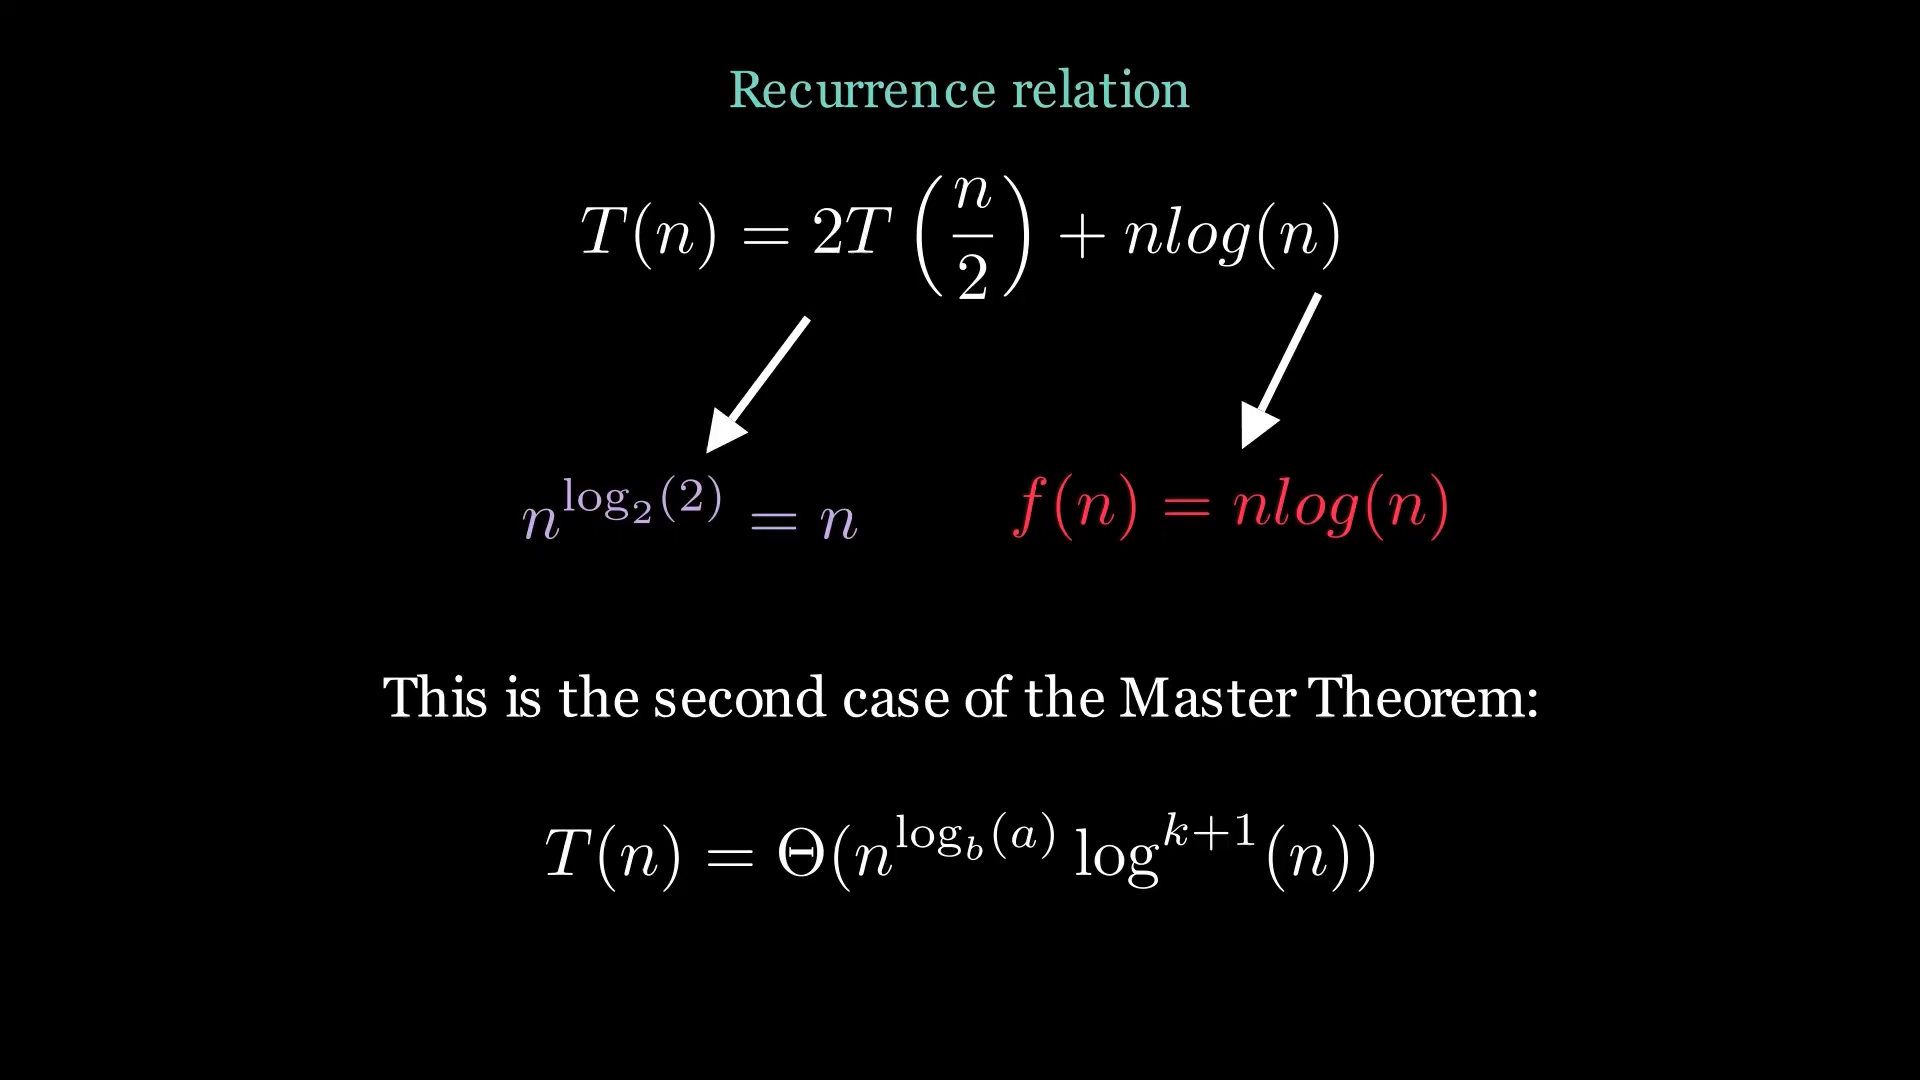 Recurrence relation
T(n) = 2T(n/2) + nlog(n)
n^{log_2(2)} = n
f(n) = nlog(n)
This is the second case of the Master Theorem:
T(n) = Θ(n^{log_b(a)} log^{k+1}(n))